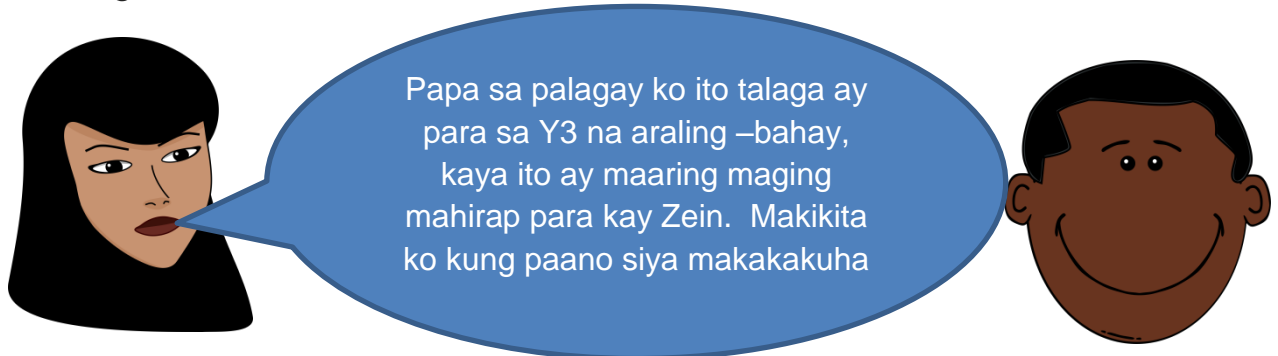 Papa sa palagay ko ito talaga ay
para sa Y3 na araling –bahay,
kaya ito ay maaring maging
mahirap para kay Zein.  Makikita
ko kung paano siya makakakuha